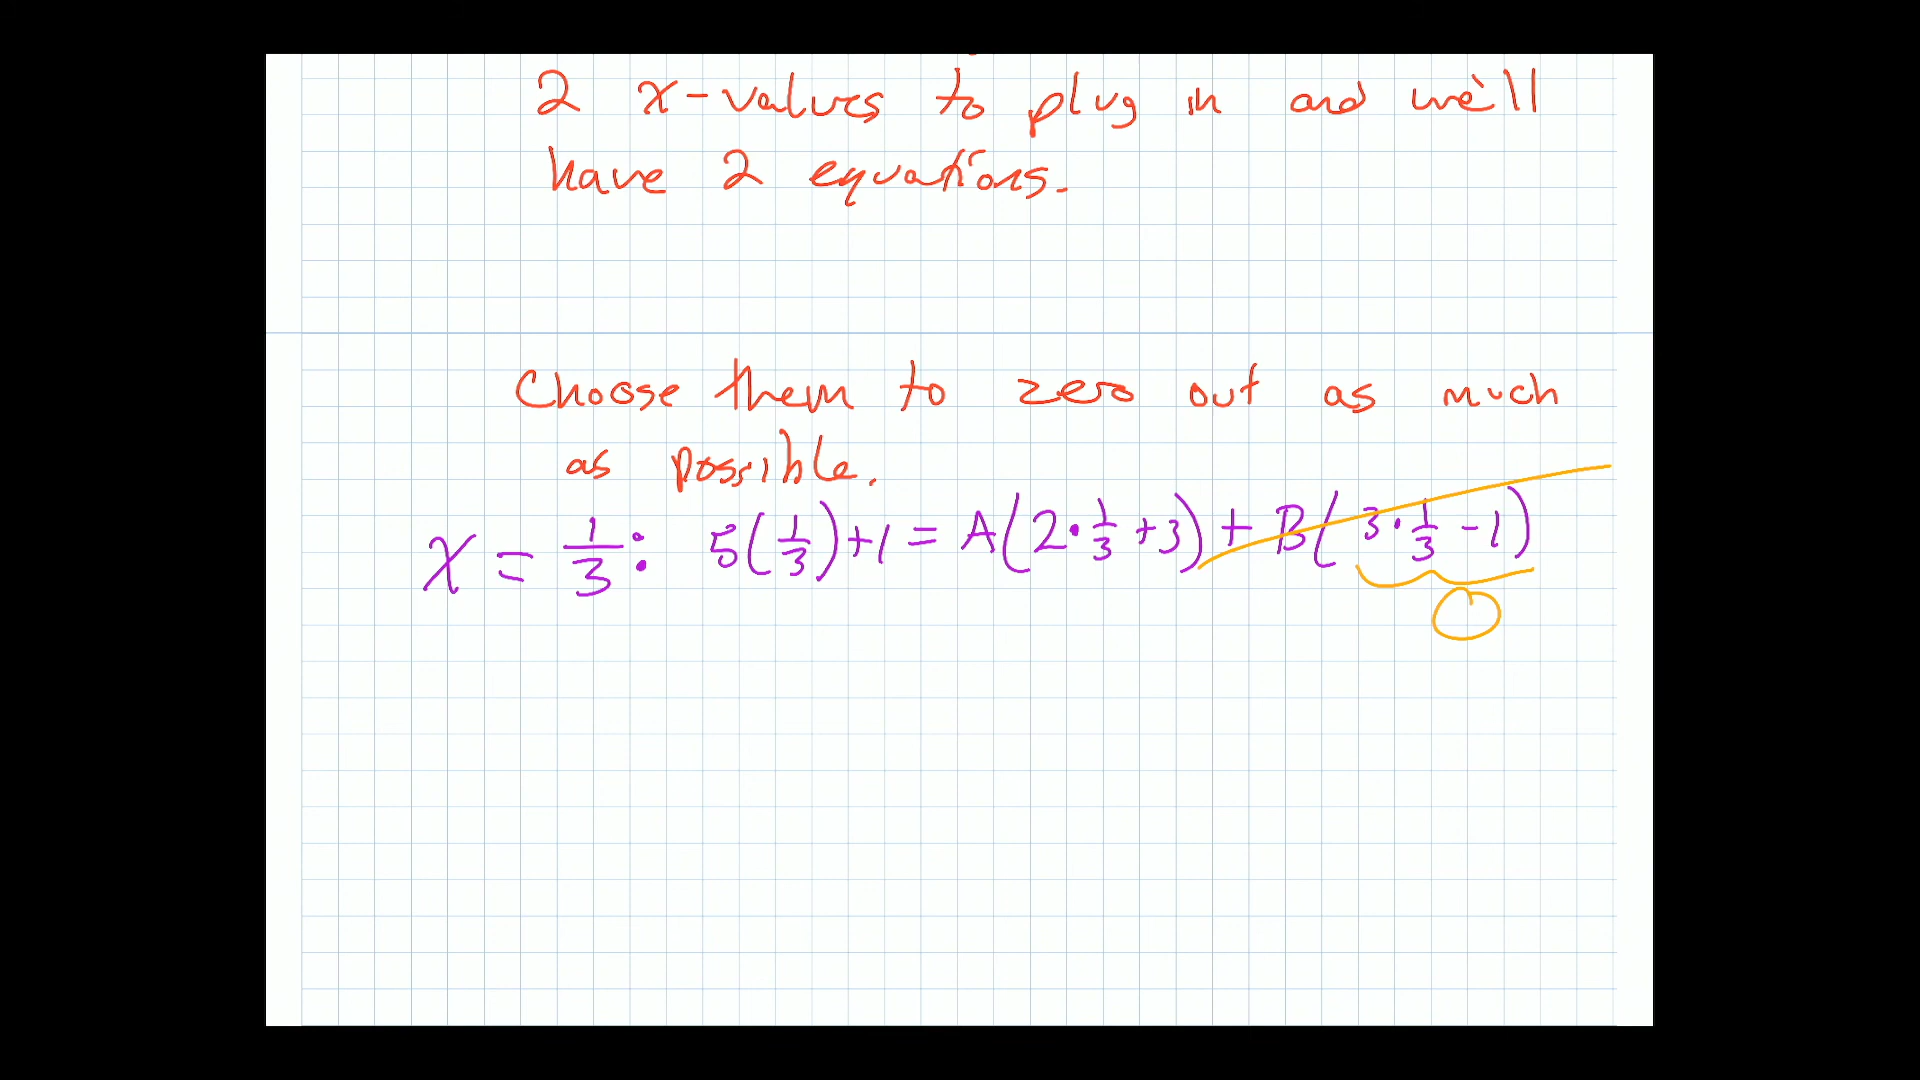 2 x-values to plug in and we'll
have 2 equations.
Choose them to zero out as much
as possible.
x = 1/3: 5(1/3)+1 = A(2·1/3+3) + B(3·1/3-1)
0